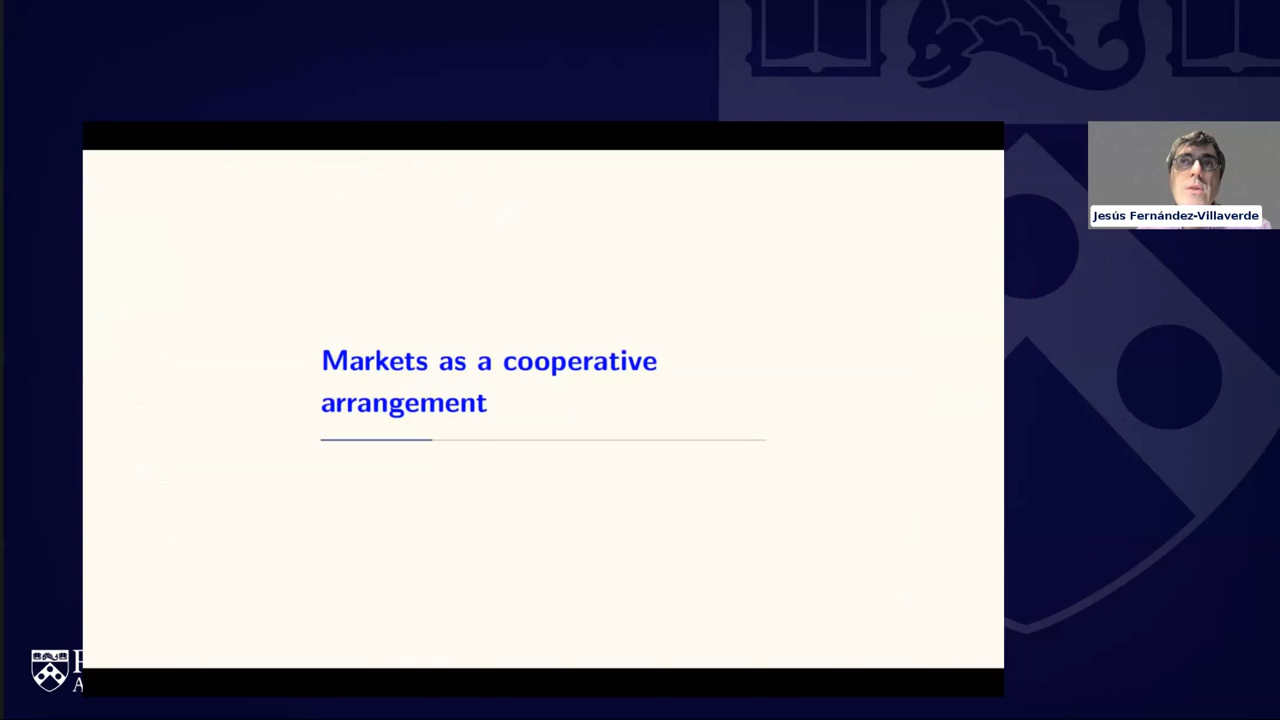 Markets as a cooperative
arrangement
Jesús Fernández-Villaverde